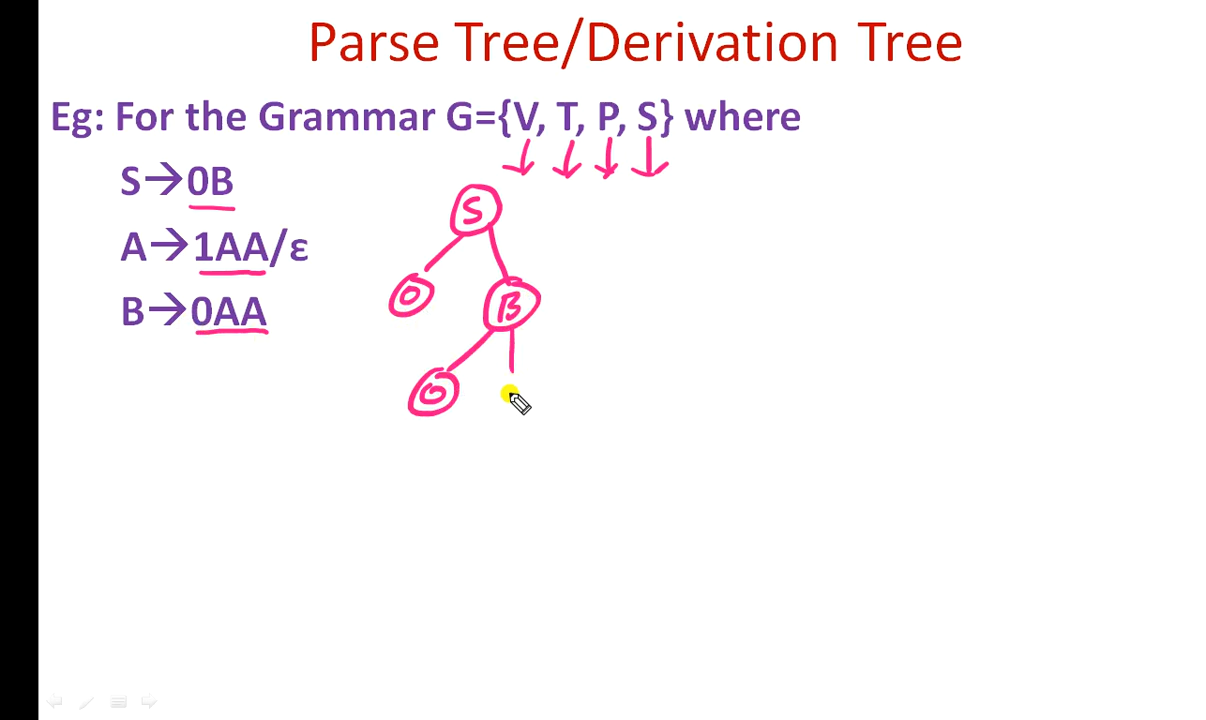 Parse Tree/Derivation Tree
Eg: For the Grammar G={V, T, P, S} where
S→0B
A→1AA/ε
B→0AA
S
0
B
0